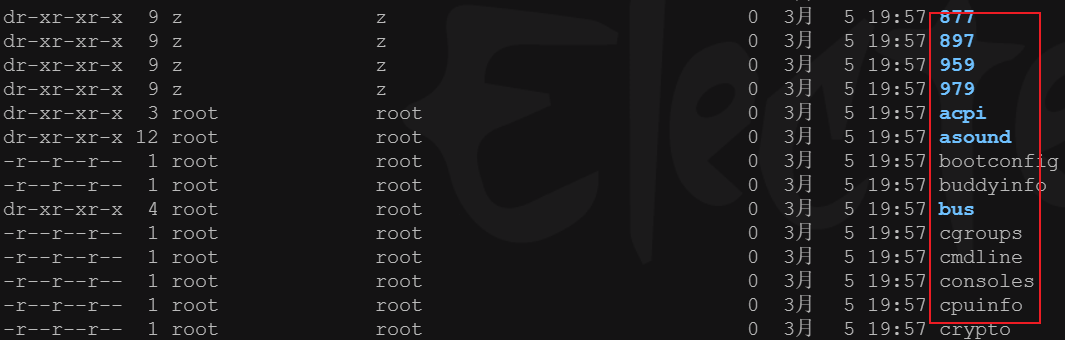 dr-xr-xr-x  9 z                z                              0  3月   5 19:57 877
dr-xr-xr-x  9 z                z                              0  3月   5 19:57 897
dr-xr-xr-x  9 z                z                              0  3月   5 19:57 959
dr-xr-xr-x  9 z                z                              0  3月   5 19:57 979
dr-xr-xr-x  3 root             root                           0  3月   5 19:57 acpi
dr-xr-xr-x 12 root             root                           0  3月   5 19:57 asound
-r--r--r--  1 root             root                           0  3月   5 19:57 bootconfig
-r--r--r--  1 root             root                           0  3月   5 19:57 buddyinfo
dr-xr-xr-x  4 root             root                           0  3月   5 19:57 bus
-r--r--r--  1 root             root                           0  3月   5 19:57 cgroups
-r--r--r--  1 root             root                           0  3月   5 19:57 cmdline
-r--r--r--  1 root             root                           0  3月   5 19:57 consoles
-r--r--r--  1 root             root                           0  3月   5 19:57 cpuinfo
-r--r--r--  1 root             root                           0  3月   5 19:57 crypto